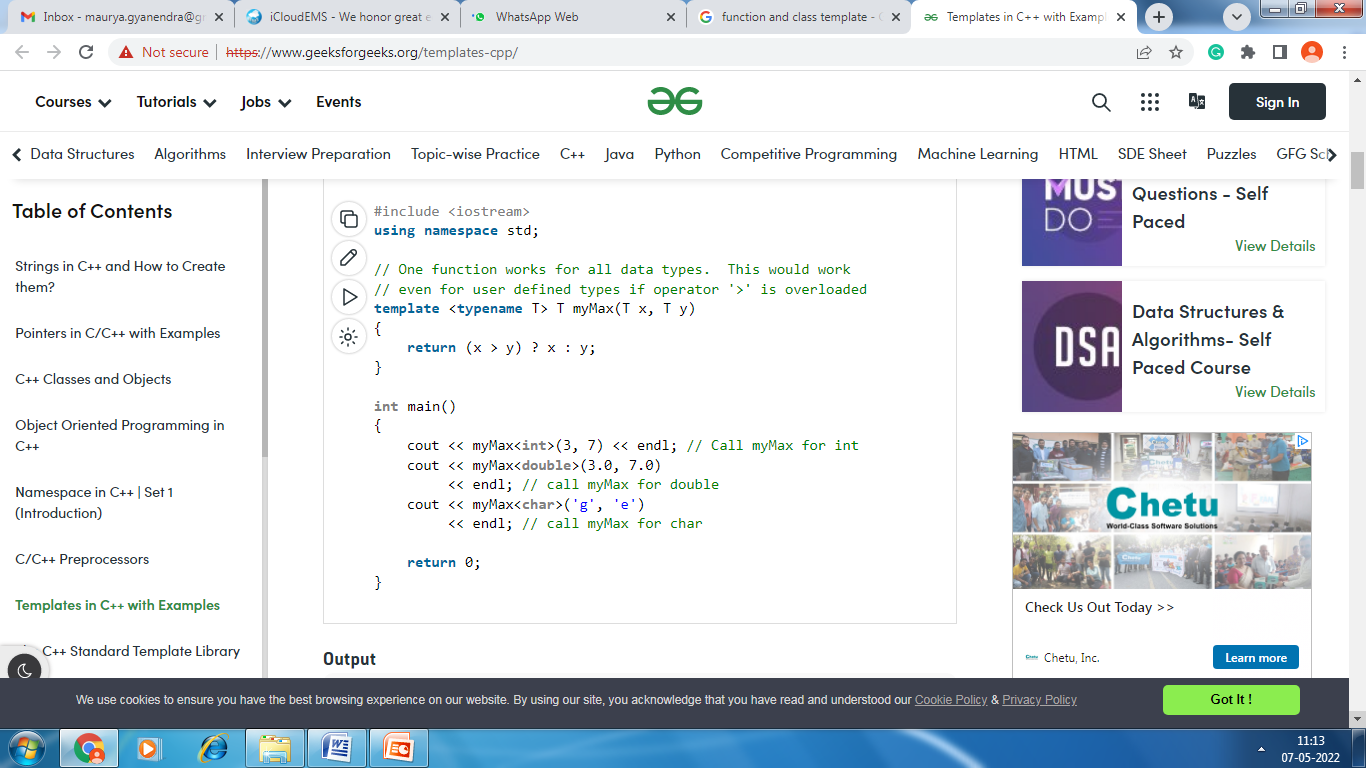 Inbox - maurya.gyanendra@g
iCloudEMS - We honor great e
WhatsApp Web
function and class template -
Templates in C++ with Exampl
Not secure
https://www.geeksforgeeks.org/templates-cpp/
Courses
Tutorials
Jobs
Events
Sign In
Data Structures
Algorithms
Interview Preparation
Topic-wise Practice
C++
Java
Python
Competitive Programming
Machine Learning
HTML
SDE Sheet
Puzzles
GFG Sch
Table of Contents
Strings in C++ and How to Create
them?
Pointers in C/C++ with Examples
C++ Classes and Objects
Object Oriented Programming in
C++
Namespace in C++ | Set 1
(Introduction)
C/C++ Preprocessors
Templates in C++ with Examples
C++ Standard Template Library
#include <iostream>
using namespace std;
// One function works for all data types.  This would work
// even for user defined types if operator '>' is overloaded
template <typename T> T myMax(T x, T y)
{
    return (x > y) ? x : y;
}
int main()
{
    cout << myMax<int>(3, 7) << endl; // Call myMax for int
    cout << myMax<double>(3.0, 7.0)
         << endl; // call myMax for double
    cout << myMax<char>('g', 'e')
         << endl; // call myMax for char
    return 0;
}
Output
MUS
DO
Questions - Self
Paced
View Details
DSA
Data Structures &
Algorithms- Self
Paced Course
View Details
Chetu
World-Class Software Solutions
Check Us Out Today >>
Chetu, Inc.
Learn more
We use cookies to ensure you have the best browsing experience on our website. By using our site, you acknowledge that you have read and understood our Cookie Policy & Privacy Policy
Got It !
11:13
07-05-2022